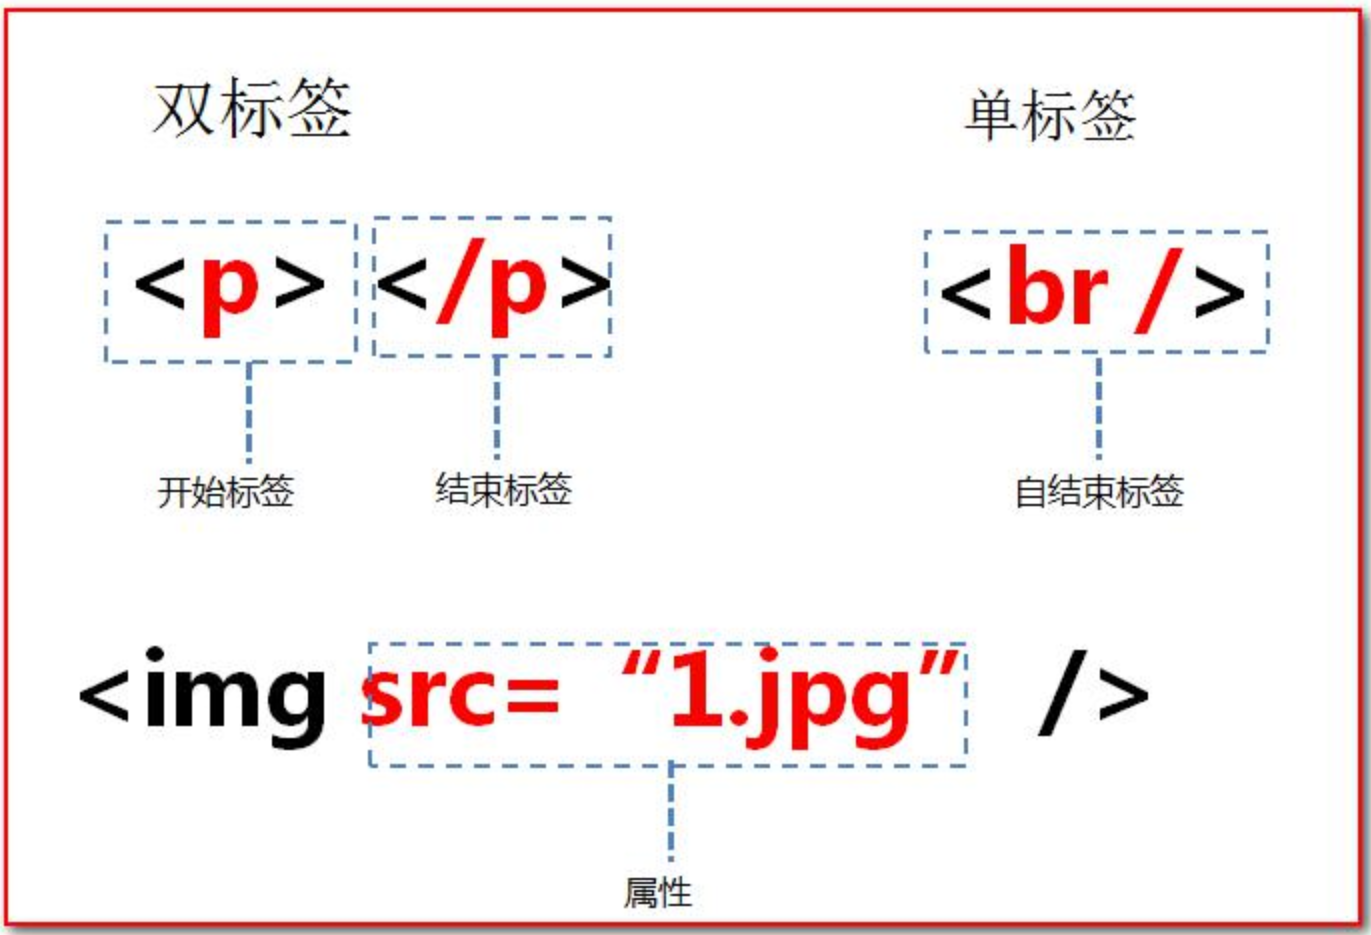 双标签 单标签
<p> </p> <br />
开始标签 结束标签 自结束标签
<img src= “1.jpg” />
属性